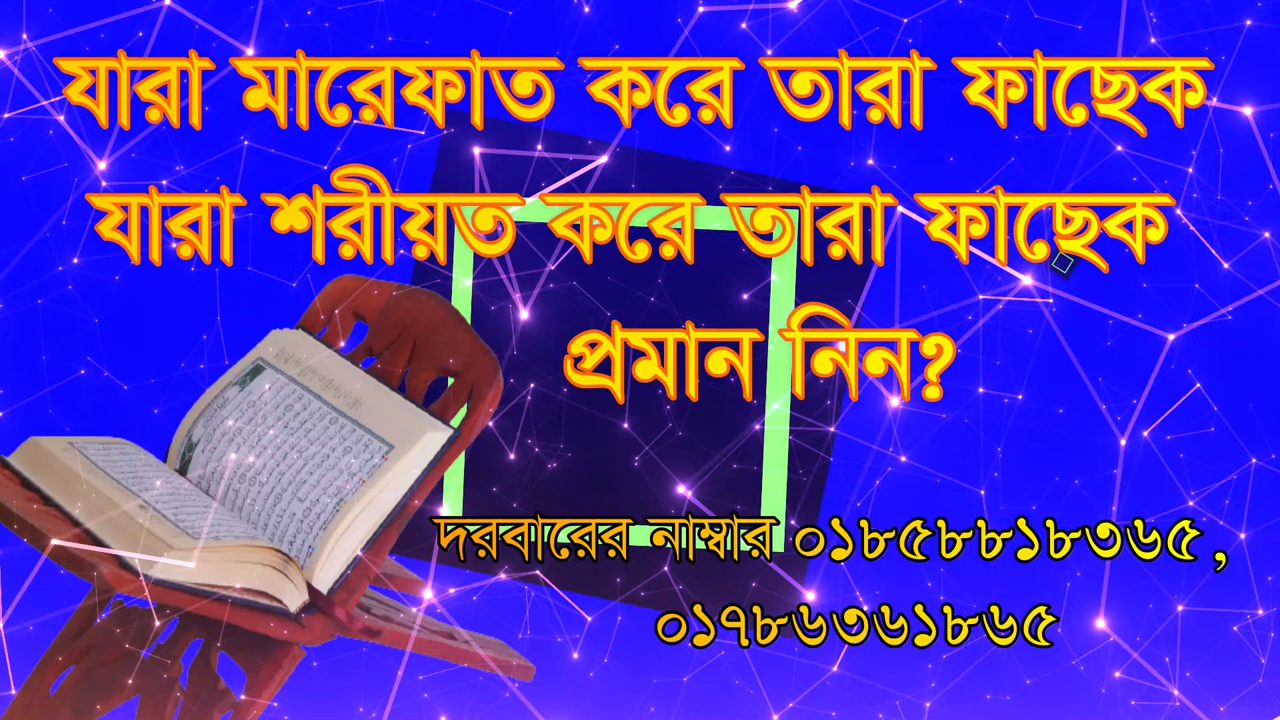 যারা মারেফাত করে তারা ফাছেক
যারা শরীয়ত করে তারা ফাছেক
প্রমান নিন?
দরবারের নাম্বার ০১৮৫৮৮১৮৩৬৫,
০১৭৮৬৩৬১৮৬৫